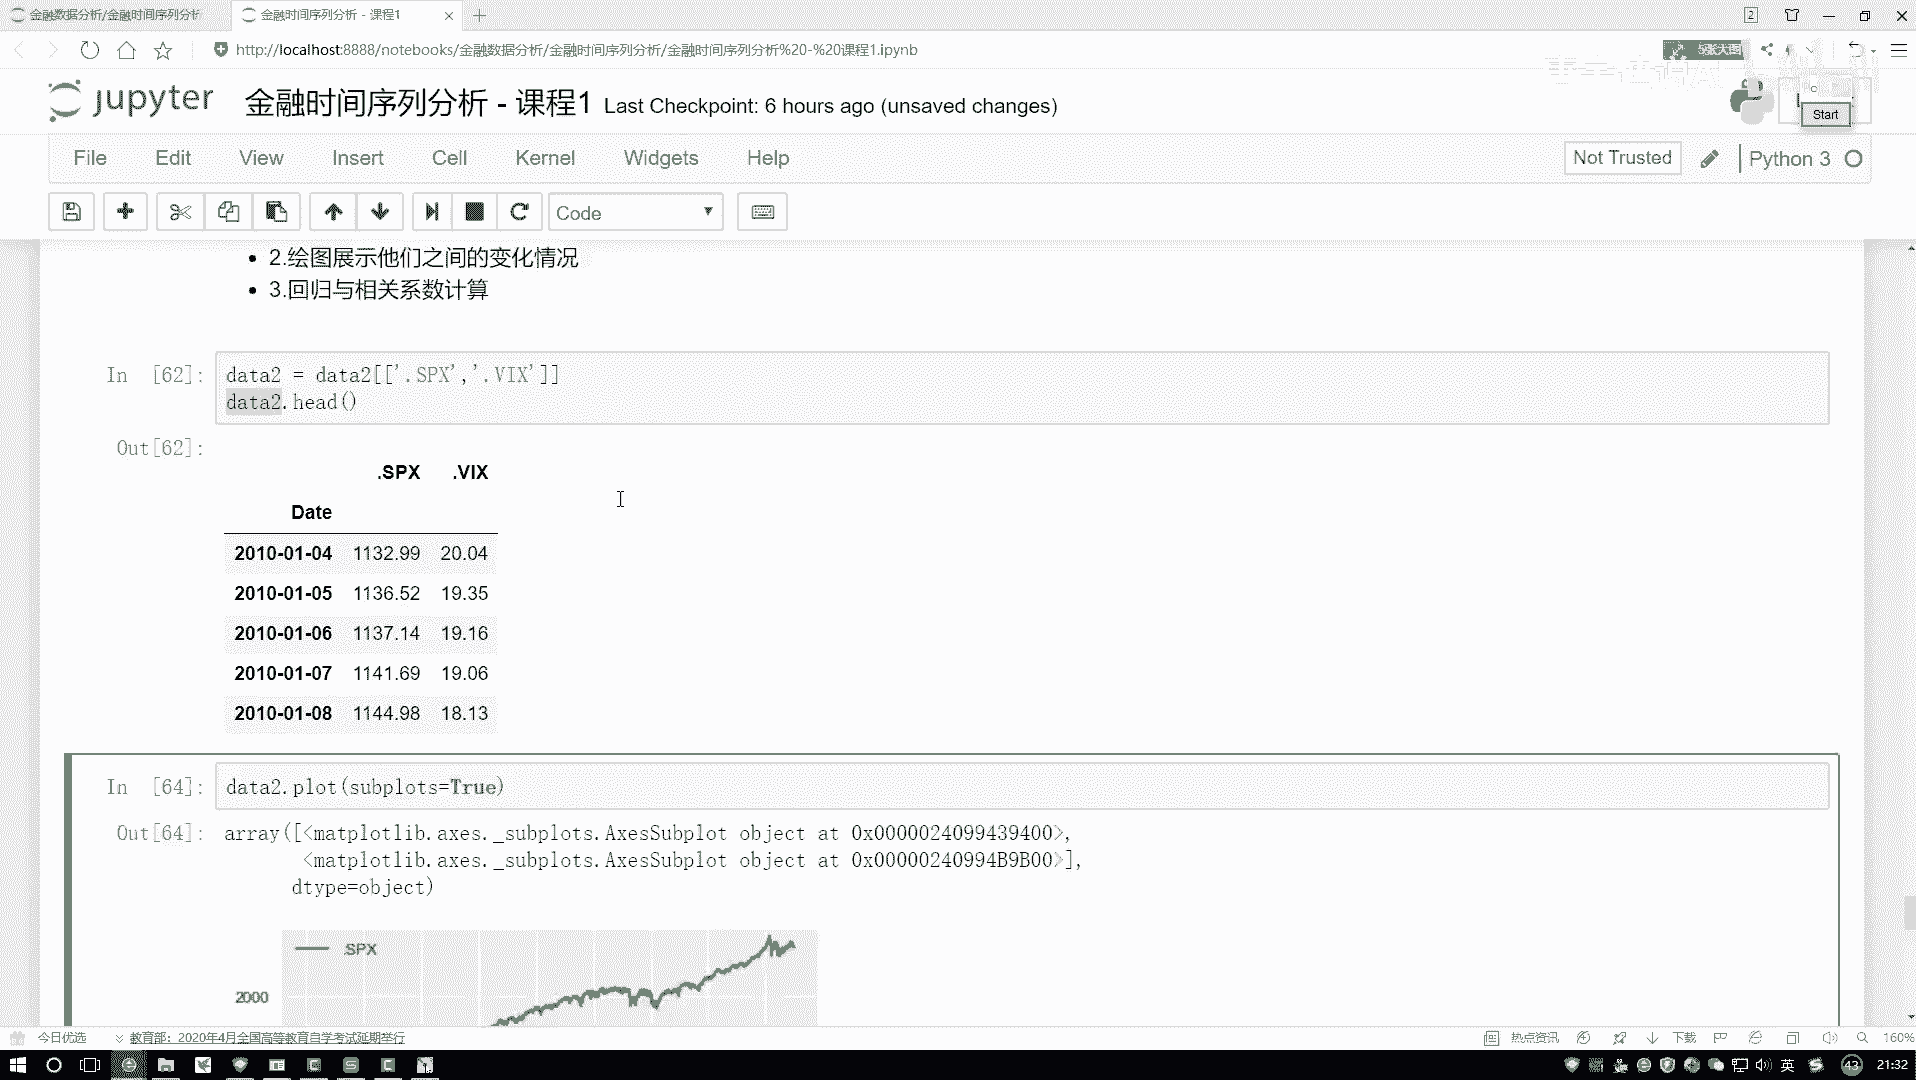 金融数据分析/金融时间序列分析
金融时间序列分析 - 课程1
2
http://localhost:8888/notebooks/金融数据分析/金融时间序列分析/金融时间序列分析%20-%20课程1.ipynb
jupyter 金融时间序列分析 - 课程1 Last Checkpoint: 6 hours ago (unsaved changes)
Start
File Edit View Insert Cell Kernel Widgets Help
Not Trusted
Python 3
Code
2.绘图展示他们之间的变化情况
3.回归与相关系数计算
In [62]: data2 = data2[['.SPX','.VIX']]
data2.head()
Out[62]:
.SPX .VIX
Date
2010-01-04 1132.99 20.04
2010-01-05 1136.52 19.35
2010-01-06 1137.14 19.16
2010-01-07 1141.69 19.06
2010-01-08 1144.98 18.13
In [64]: data2.plot(subplots=True)
Out[64]: array([<matplotlib.axes._subplots.AxesSubplot object at 0x0000024099439400>,
<matplotlib.axes._subplots.AxesSubplot object at 0x00000240994B9B00>],
dtype=object)
.SPX
2000
今日优选 教育部：2020年4月全国高等教育自学考试延期举行
热点资讯 下载 160%
英 43 21:32